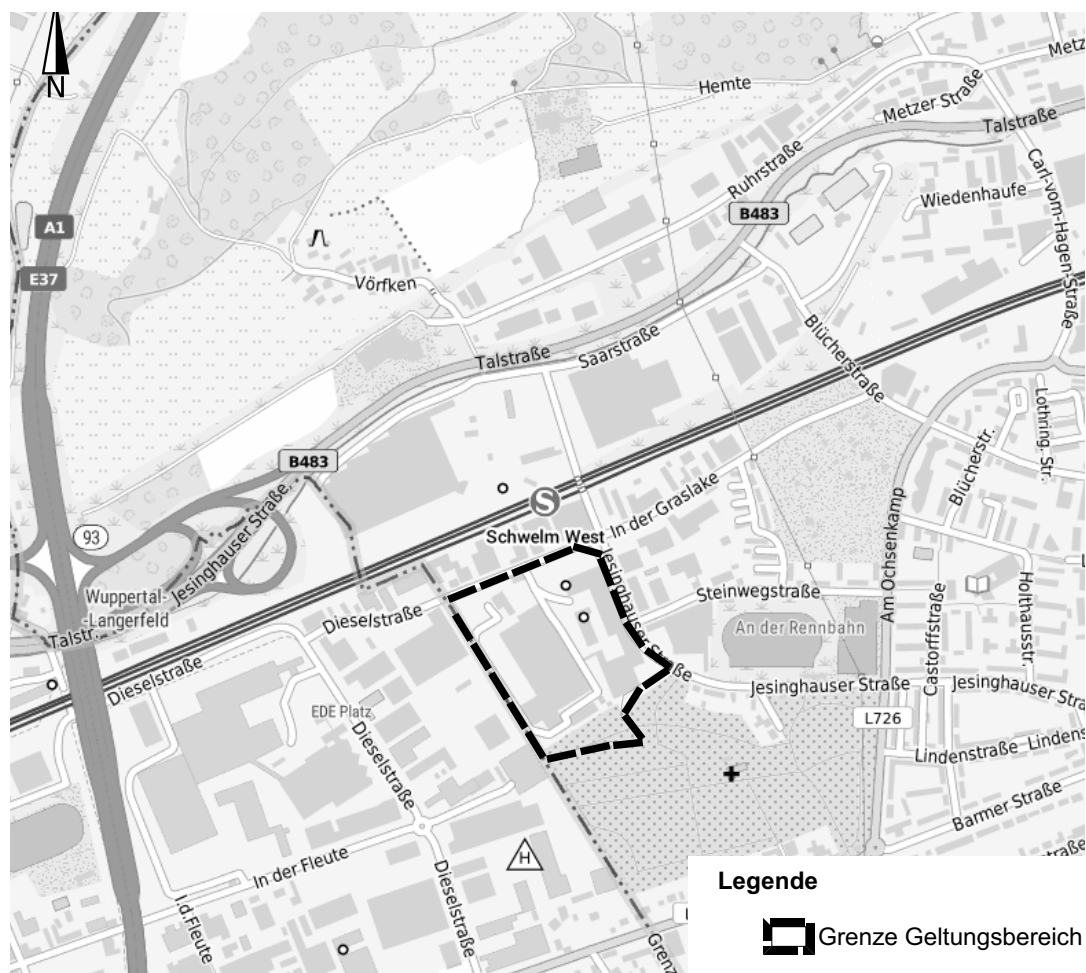 N
Hemte
Metz
Metzer Straße
Talstraße
Ruhrstraße
Carl-vom-Hagen-Straße
Wiedenhaufe
B483
A1
E37
Vörfken
Blücherstraße
Talstraße
Saarstraße
Lothring. Str.
Blücherstr.
B483
S
93
Jesinghauser Straße
In der Graslake
Schwelm West
Am Ochsenkamp
Wuppertal-
-Langerfeld
Jesinghauser Straße
Steinwegstraße
Castorffstraße
Holthausstr.
Dieselstraße
An der Rennbahn
Talstr.
Dieselstraße
Jesinghauser Straße
Jesinghauser Stra
EDE Platz
L726
Dieselstraße
Lindenstraße
Lindens
Barmer Straße
H
In der Fleute
Dieselstraße
I.d.Fleute
straße
L
Grenz
Legende
Grenze Geltungsbereich